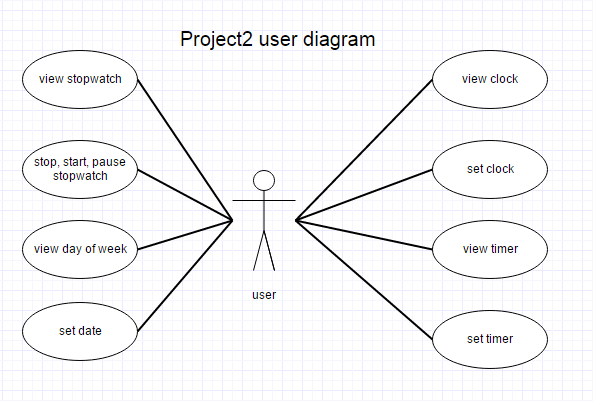 Project2 user diagram
view stopwatch
stop, start, pause
stopwatch
view day of week
set date
user
view clock
set clock
view timer
set timer